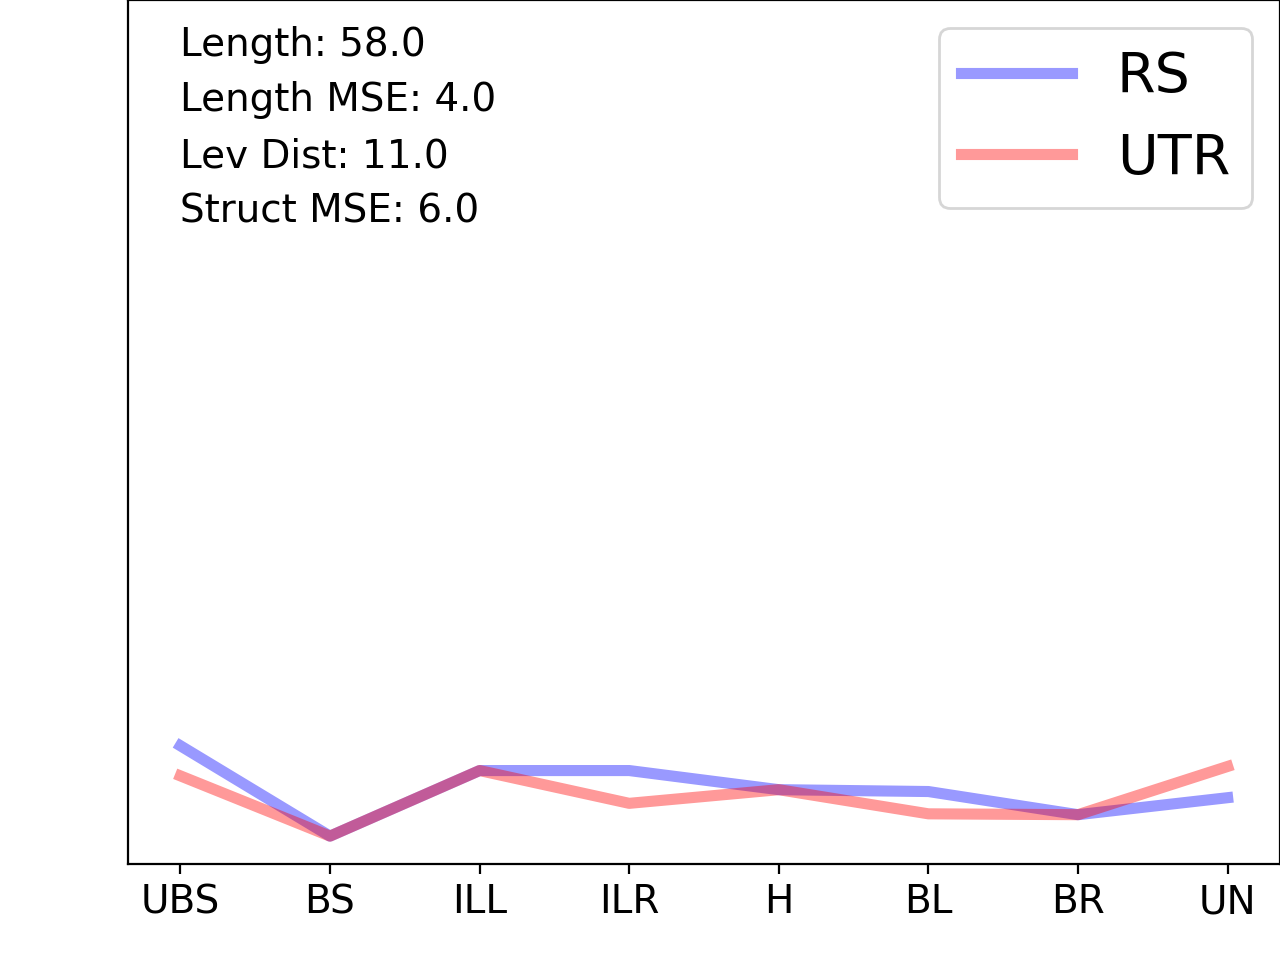 Length: 58.0
Length MSE: 4.0
Lev Dist: 11.0
Struct MSE: 6.0
RS
UTR
UBS BS ILL ILR H BL BR UN